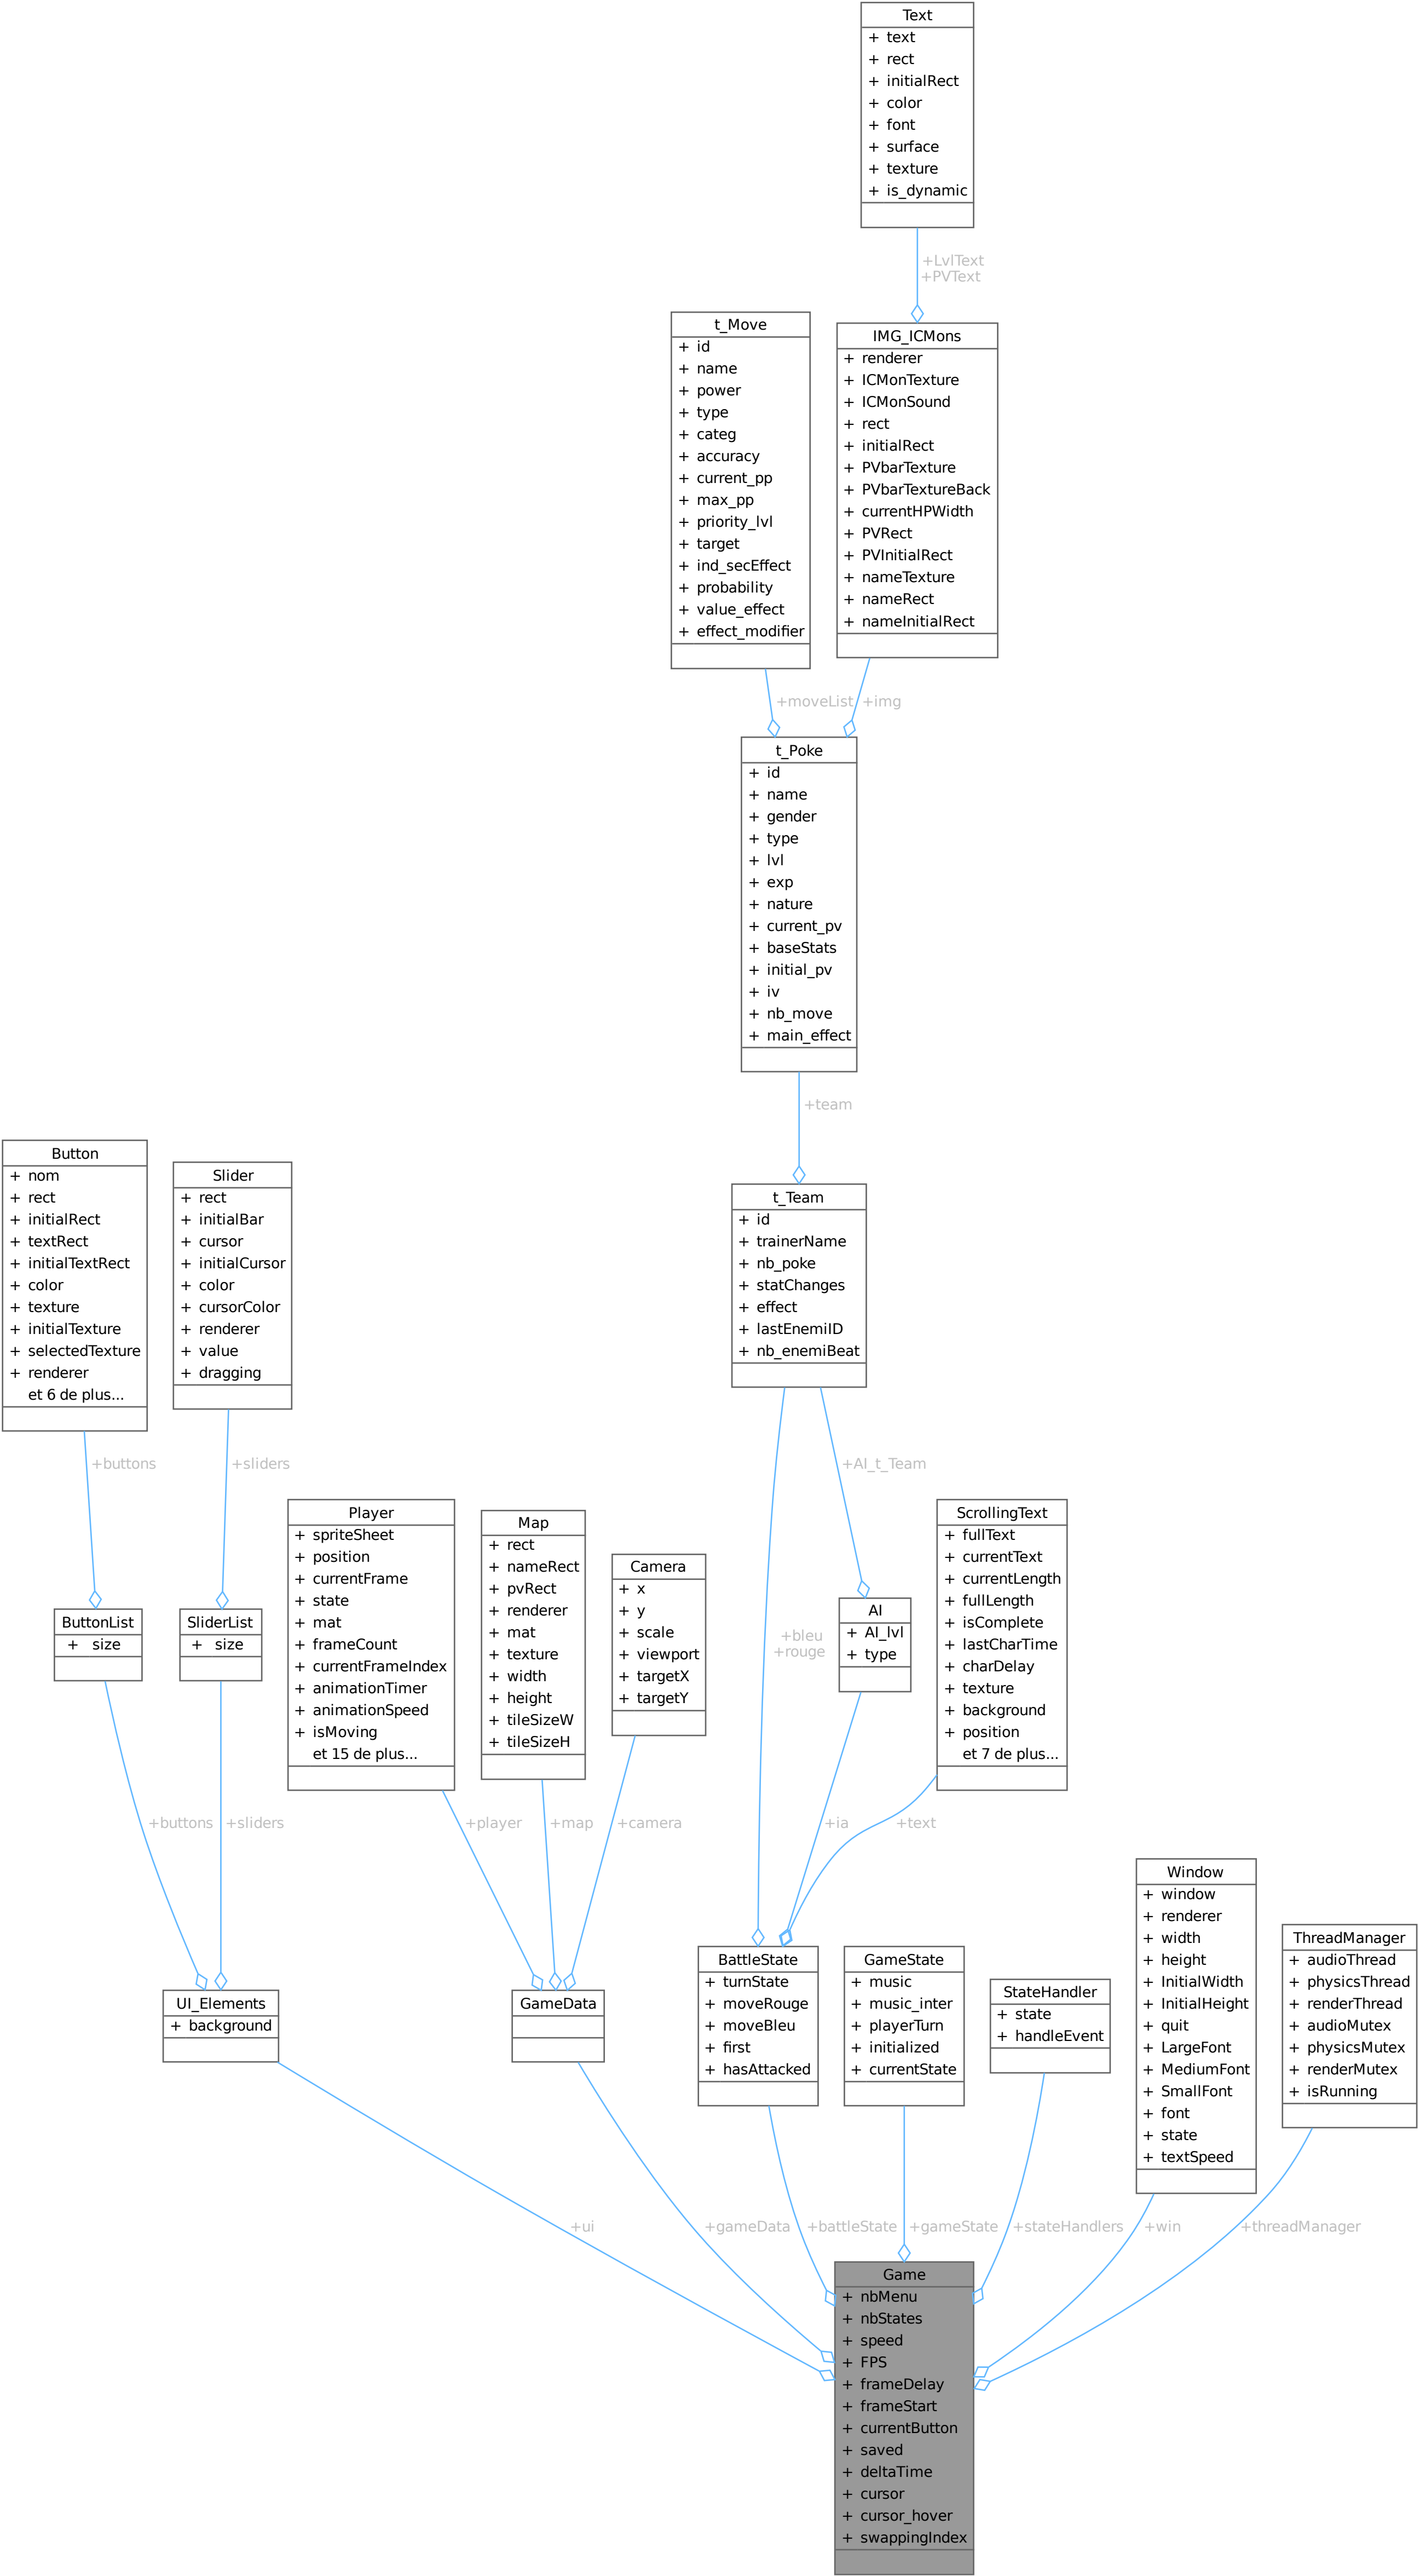 Text
+ text
+ rect
+ initialRect
+ color
+ font
+ surface
+ texture
+ is_dynamic
+LvlText
+PVText
t_Move
+ id
+ name
+ power
+ type
+ categ
+ accuracy
+ current_pp
+ max_pp
+ priority_lvl
+ target
+ ind_secEffect
+ probability
+ value_effect
+ effect_modifier
IMG_ICMons
+ renderer
+ ICMonTexture
+ ICMonSound
+ rect
+ initialRect
+ PVbarTexture
+ PVbarTextureBack
+ currentHPWidth
+ PVRect
+ PVInitialRect
+ nameTexture
+ nameRect
+ nameInitialRect
+moveList
+img
t_Poke
+ id
+ name
+ gender
+ type
+ lvl
+ exp
+ nature
+ current_pv
+ baseStats
+ initial_pv
+ iv
+ nb_move
+ main_effect
+team
Button
+ nom
+ rect
+ initialRect
+ textRect
+ initialTextRect
+ color
+ texture
+ initialTexture
+ selectedTexture
+ renderer
et 6 de plus...
Slider
+ rect
+ initialBar
+ cursor
+ initialCursor
+ color
+ cursorColor
+ renderer
+ value
+ dragging
t_Team
+ id
+ trainerName
+ nb_poke
+ statChanges
+ effect
+ lastEnemiID
+ nb_enemiBeat
+buttons
+sliders
+AI_t_Team
Player
+ spriteSheet
+ position
+ currentFrame
+ state
+ mat
+ frameCount
+ currentFrameIndex
+ animationTimer
+ animationSpeed
+ isMoving
et 15 de plus...
Map
+ rect
+ nameRect
+ pvRect
+ renderer
+ mat
+ texture
+ width
+ height
+ tileSizeW
+ tileSizeH
Camera
+ x
+ y
+ scale
+ viewport
+ targetX
+ targetY
ScrollingText
+ fullText
+ currentText
+ currentLength
+ fullLength
+ isComplete
+ lastCharTime
+ charDelay
+ texture
+ background
+ position
et 7 de plus...
ButtonList
+ size
SliderList
+ size
+bleu
+rouge
AI
+ AI_lvl
+ type
+buttons
+sliders
+player
+map
+camera
+ia
+text
UI_Elements
+ background
GameData
BattleState
+ turnState
+ moveRouge
+ moveBleu
+ first
+ hasAttacked
GameState
+ music
+ music_inter
+ playerTurn
+ initialized
+ currentState
StateHandler
+ state
+ handleEvent
Window
+ window
+ renderer
+ width
+ height
+ InitialWidth
+ InitialHeight
+ quit
+ LargeFont
+ MediumFont
+ SmallFont
+ font
+ state
+ textSpeed
ThreadManager
+ audioThread
+ physicsThread
+ renderThread
+ audioMutex
+ physicsMutex
+ renderMutex
+ isRunning
+ui
+gameData
+battleState
+gameState
+stateHandlers
+win
+threadManager
Game
+ nbMenu
+ nbStates
+ speed
+ FPS
+ frameDelay
+ frameStart
+ currentButton
+ saved
+ deltaTime
+ cursor
+ cursor_hover
+ swappingIndex